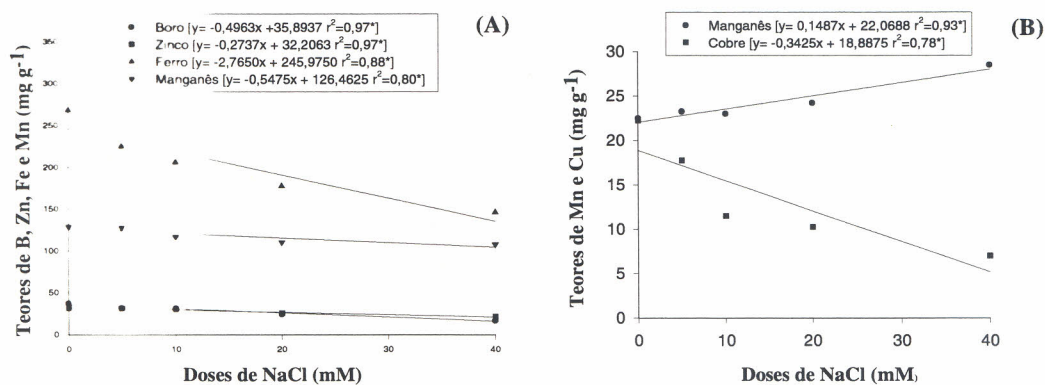 (A)
Boro [y= -0,4963x +35,8937 r²=0,97*]
Zinco [y= -0,2737x + 32,2063 r²=0,97*]
Ferro [y= -2,7650x + 245,9750 r²=0,88*]
Manganês [y= -0,5475x + 126,4625 r²=0,80*]
Teores de B, Zn, Fe e Mn (mg g⁻¹)
350
300
250
200
150
100
50
0
0 10 20 30 40
Doses de NaCl (mM)
(B)
Manganês [y= 0,1487x + 22,0688 r²=0,93*]
Cobre [y= -0,3425x + 18,8875 r²=0,78*]
Teores de Mn e Cu (mg g⁻¹)
30
25
20
15
10
5
0
0 10 20 30 40
Doses de NaCl (mM)